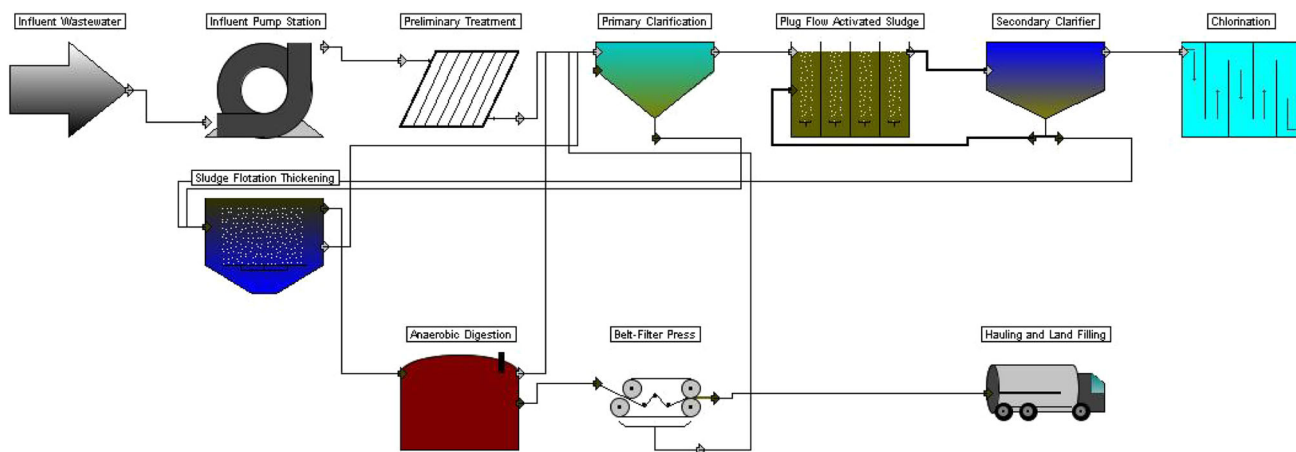 Influent Wastewater
Influent Pump Station
Preliminary Treatment
Primary Clarification
Plug Flow Activated Sludge
Secondary Clarifier
Chlorination
Sludge Flotation Thickening
Anaerobic Digestion
Belt-Filter Press
Hauling and Land Filling